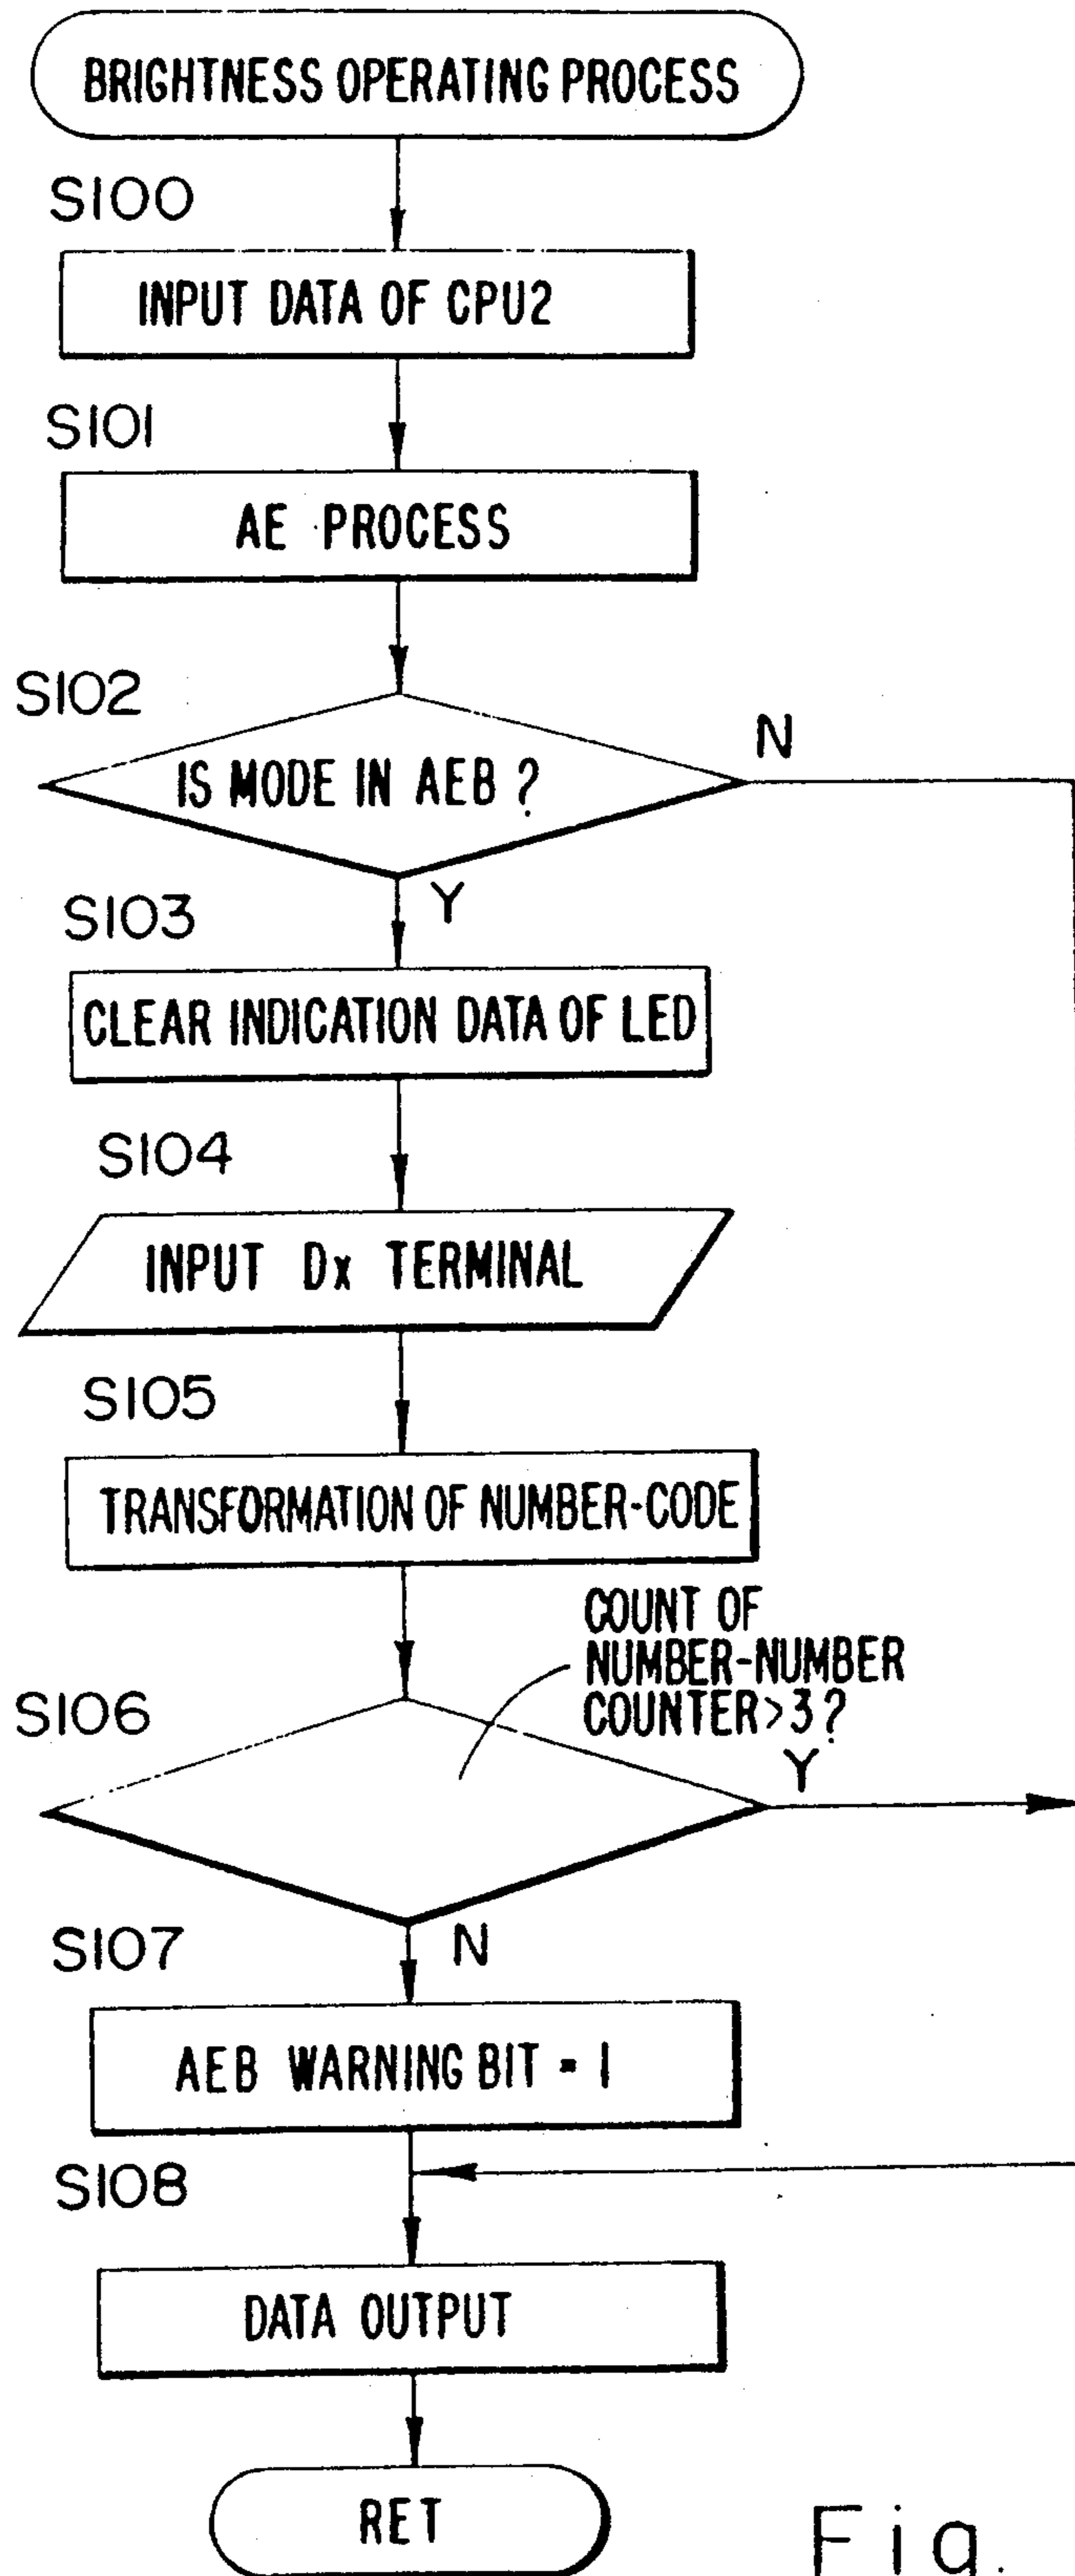 BRIGHTNESS OPERATING PROCESS
S100
INPUT DATA OF CPU2
S101
AE PROCESS
S102
IS MODE IN AEB ?
N
Y
S103
CLEAR INDICATION DATA OF LED
S104
INPUT Dx TERMINAL
S105
TRANSFORMATION OF NUMBER-CODE
COUNT OF
NUMBER-NUMBER
COUNTER>3?
S106
Y
N
S107
AEB WARNING BIT = 1
S108
DATA OUTPUT
RET
Fig.